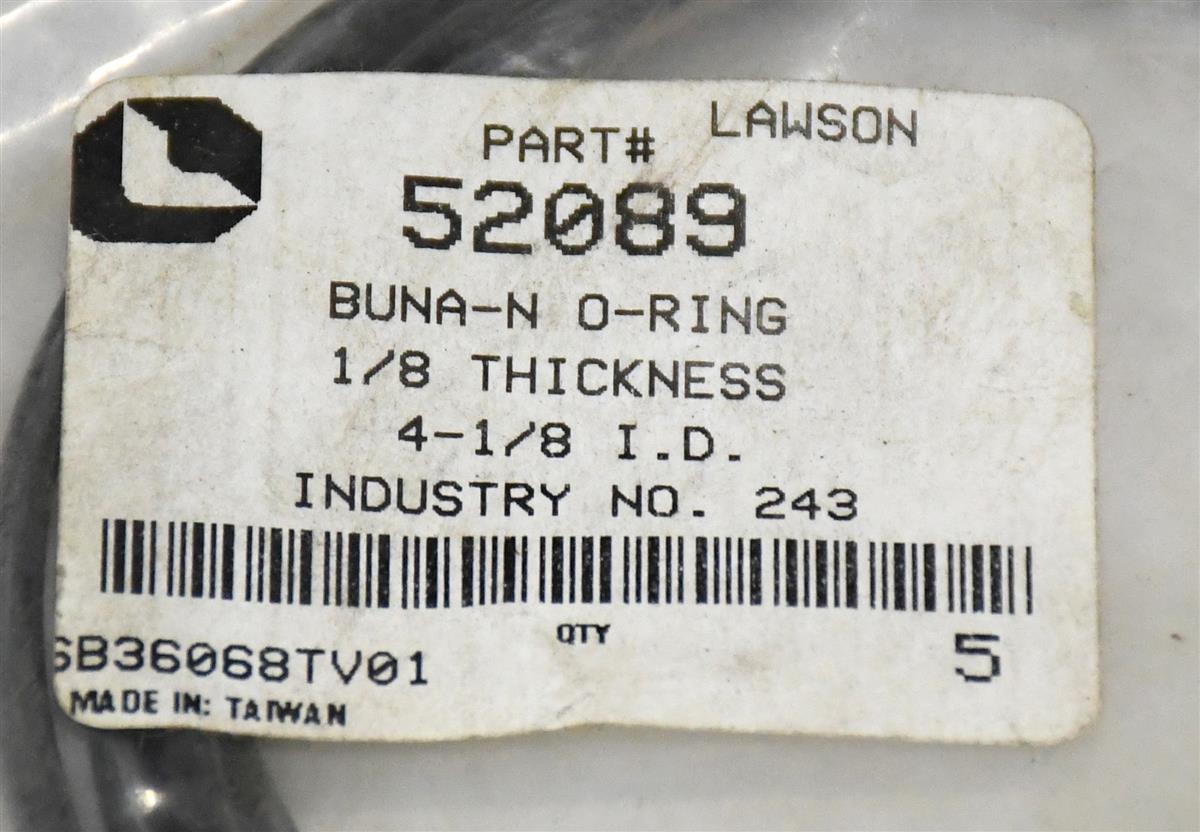 LAWSON
PART#
52089
BUNA-N O-RING
1/8 THICKNESS
4-1/8 I.D.
INDUSTRY NO. 243
QTY
SB36068TV01 5
MADE IN: TAIWAN